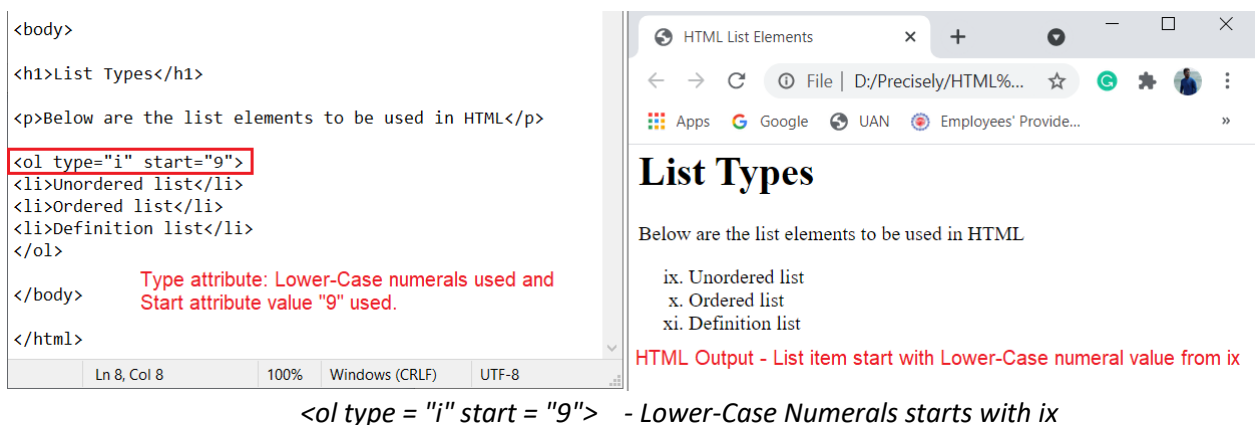 <body>
<h1>List Types</h1>
<p>Below are the list elements to be used in HTML</p>
<ol type="i" start="9">
<li>Unordered list</li>
<li>Ordered list</li>
<li>Definition list</li>
</ol>
Type attribute: Lower-Case numerals used and
Start attribute value "9" used.
</body>
</html>
Ln 8, Col 8 100% Windows (CRLF) UTF-8
HTML List Elements
File | D:/Precisely/HTML%...
Apps Google UAN Employees' Provide... »
List Types
Below are the list elements to be used in HTML
ix. Unordered list
x. Ordered list
xi. Definition list
HTML Output - List item start with Lower-Case numeral value from ix
<ol type = "i" start = "9"> - Lower-Case Numerals starts with ix